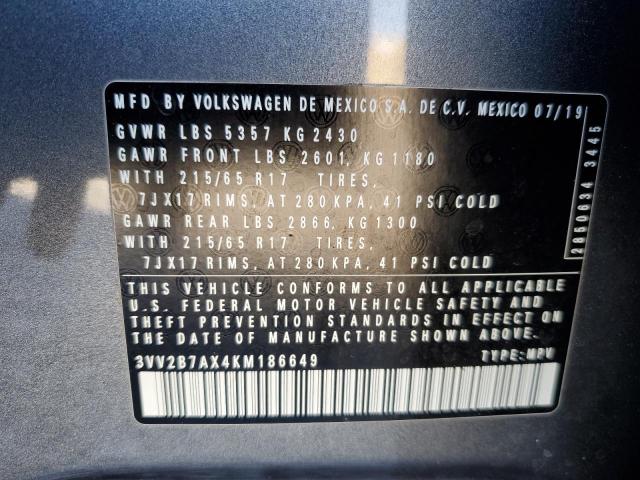 MFD BY VOLKSWAGEN DE MEXICO S.A. DE C.V. MEXICO 07/19
GVWR LBS 5357 KG 2430
GAWR FRONT LBS 2601, KG 1180
WITH 215/65 R17 TIRES,
7JX17 RIMS, AT 280 KPA, 41 PSI COLD
GAWR REAR LBS 2866, KG 1300
WITH 215/65 R17 TIRES,
7JX17 RIMS, AT 280 KPA, 41 PSI COLD
THIS VEHICLE CONFORMS TO ALL APPLICABLE
U.S. FEDERAL MOTOR VEHICLE SAFETY AND
THEFT PREVENTION STANDARDS IN EFFECT ON
THE DATE OF MANUFACTURE SHOWN ABOVE.
3VV2B7AX4KM186649 TYPE: MPV
2850634 3445